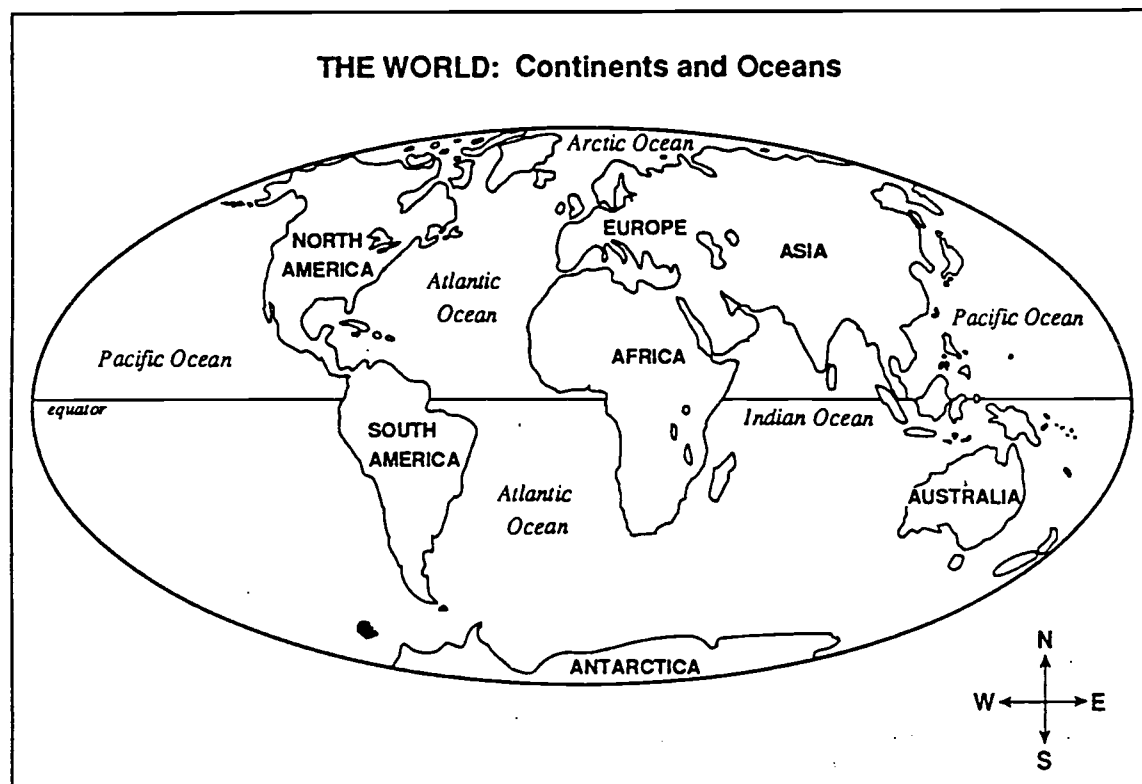 THE WORLD: Continents and Oceans
Arctic Ocean
NORTH
AMERICA
EUROPE
ASIA
Atlantic
Ocean
Pacific Ocean
Pacific Ocean
AFRICA
equator
Indian Ocean
SOUTH
AMERICA
Atlantic
Ocean
AUSTRALIA
ANTARCTICA
N
W
E
S